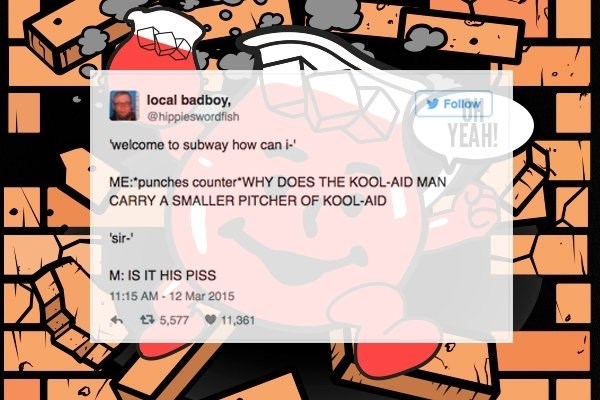 local badboy,
@hippieswordfish
Follow
OH
YEAH!
'welcome to subway how can i-'
ME:*punches counter*WHY DOES THE KOOL-AID MAN
CARRY A SMALLER PITCHER OF KOOL-AID
'sir-'
M: IS IT HIS PISS
11:15 AM - 12 Mar 2015
5,577 11,361